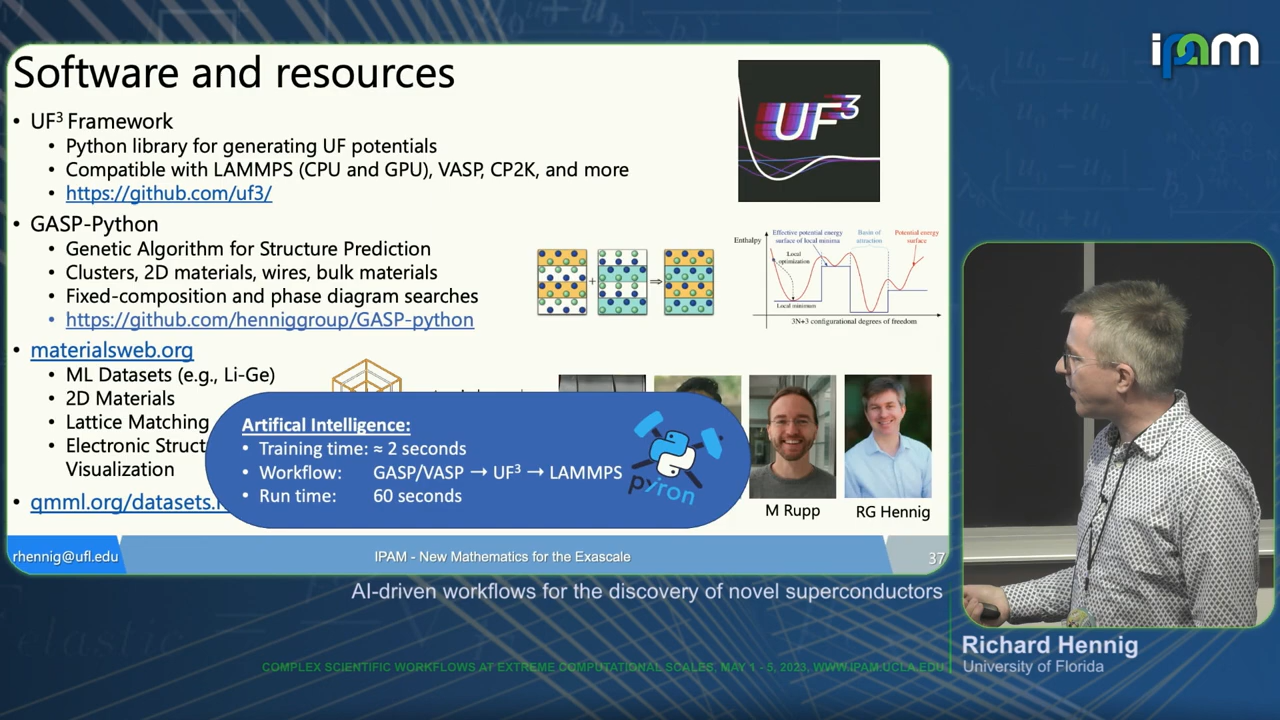 ipam
Software and resources
• UF³ Framework
• Python library for generating UF potentials
• Compatible with LAMMPS (CPU and GPU), VASP, CP2K, and more
• https://github.com/uf3/
UF³
• GASP-Python
• Genetic Algorithm for Structure Prediction
• Clusters, 2D materials, wires, bulk materials
• Fixed-composition and phase diagram searches
• https://github.com/henniggroup/GASP-python
+
⇒
Enthalpy
Effective potential energy
surface of local minima
Basin of
attraction
Potential energy
surface
Local
optimization
Local minimum
3N+3 configurational degrees of freedom
• materialsweb.org
• ML Datasets (e.g., Li-Ge)
• 2D Materials
• Lattice Matching
• Electronic Struct
Visualization
• qmml.org/datasets.
Artifical Intelligence:
• Training time: ≈ 2 seconds
• Workflow: GASP/VASP → UF³ → LAMMPS
• Run time: 60 seconds
pyiron
M Rupp
RG Hennig
rhennig@ufl.edu
IPAM - New Mathematics for the Exascale
37
AI-driven workflows for the discovery of novel superconductors
Richard Hennig
University of Florida
COMPLEX SCIENTIFIC WORKFLOWS AT EXTREME COMPUTATIONAL SCALES, MAY 1 - 5, 2023, WWW.IPAM.UCLA.EDU
elastic